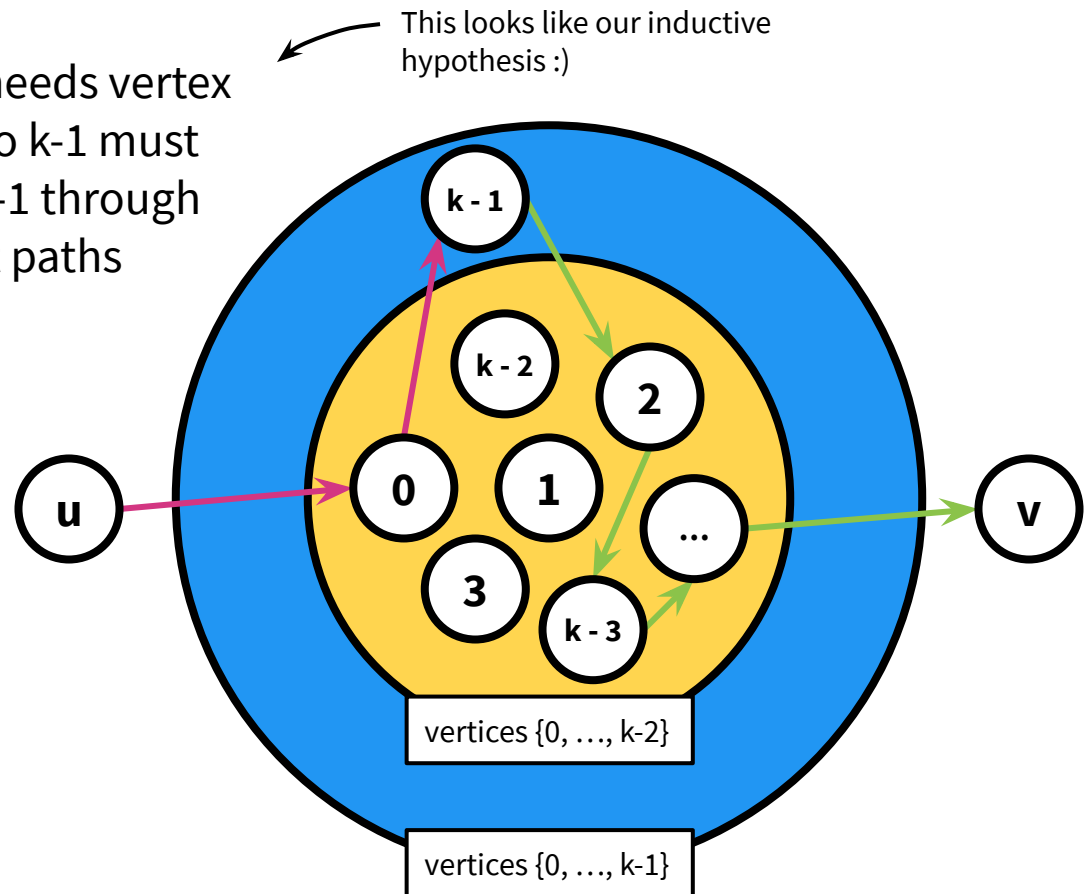 This looks like our inductive
hypothesis :)
needs vertex
o k-1 must
-1 through
paths
k - 1
k - 2
2
0
1
u
...
v
3
k - 3
vertices {0, …, k-2}
vertices {0, …, k-1}